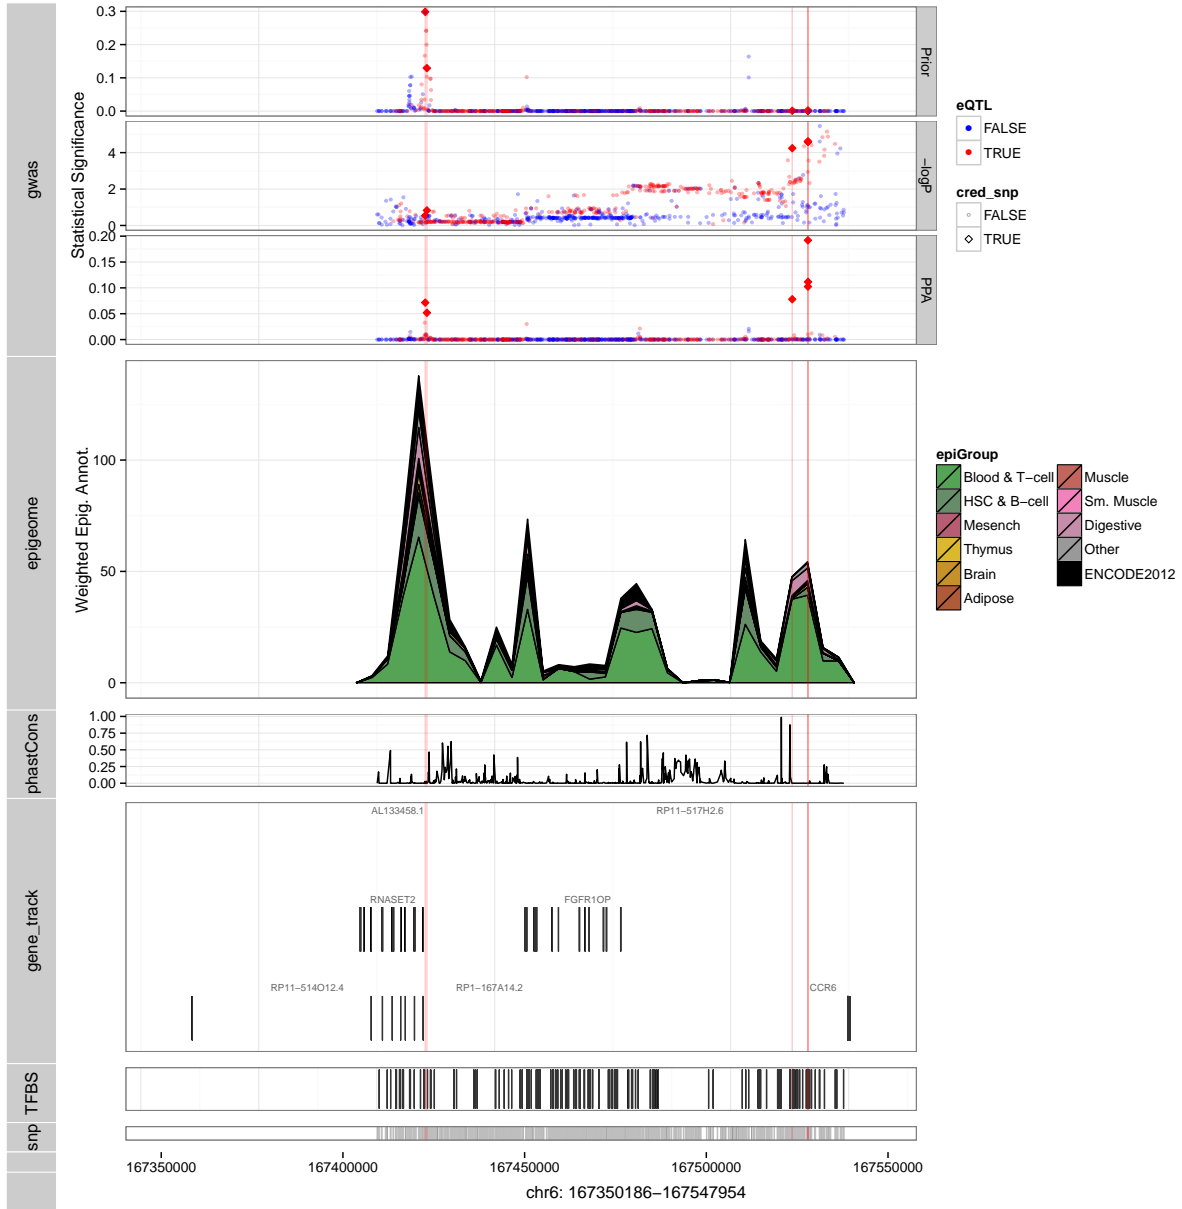 gwas
Statistical Significance
0.3
0.2
0.1
0.0
Prior
4
2
0
−logP
0.20
0.15
0.10
0.05
0.00
PPA
eQTL
FALSE
TRUE
cred_snp
FALSE
TRUE
epigeome
Weighted Epig. Annot.
100
50
0
epiGroup
Blood & T−cell
HSC & B−cell
Mesench
Thymus
Brain
Adipose
Muscle
Sm. Muscle
Digestive
Other
ENCODE2012
phastCons
1.00
0.75
0.50
0.25
0.00
gene_track
AL133458.1
RP11−517H2.6
RNASET2
FGFR1OP
RP11−514O12.4
RP1−167A14.2
CCR6
TFBS
snp
167350000
167400000
167450000
167500000
167550000
chr6: 167350186−167547954